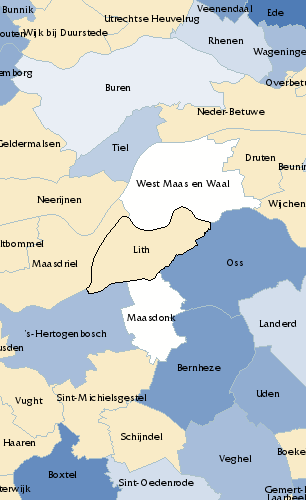 Bunnik
Utrechtse Heuvelrug
Veenendaal
Ede
outen
Wijk bij Duurstede
Rhenen
Wageninge
emborg
Buren
Overbetu
Neder-Betuwe
Geldermalsen
Tiel
Druten
Beunin
West Maas en Waal
Neerijnen
Wijchen
ltbommel
Lith
Maasdriel
Oss
Maasdonk
Landerd
's-Hertogenbosch
usden
Bernheze
Uden
Vught
Sint-Michielsgestel
Haaren
Schijndel
Veghel
Boeke
Boxtel
Sint-Oedenrode
terwijk
Gemert-
Laarbee